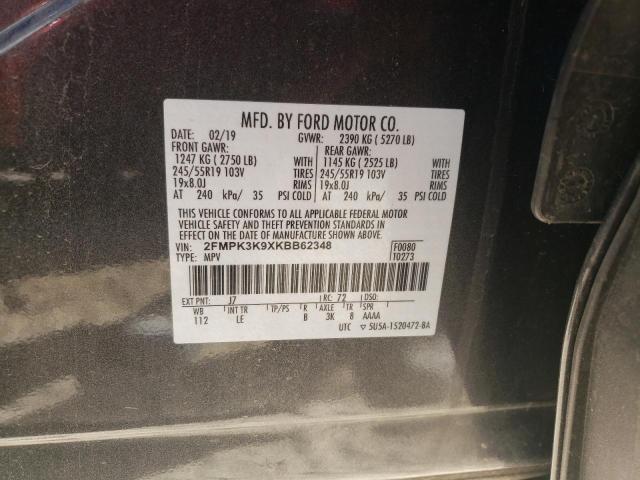 MFD. BY FORD MOTOR CO.
DATE: 02/19 GVWR: 2390 KG ( 5270 LB)
FRONT GAWR: REAR GAWR:
1247 KG ( 2750 LB) WITH 1145 KG ( 2525 LB) WITH
245/55R19 103V TIRES 245/55R19 103V TIRES
19x8.0J RIMS 19x8.0J RIMS
AT 240 kPa/ 35 PSI COLD AT 240 kPa/ 35 PSI COLD
THIS VEHICLE CONFORMS TO ALL APPLICABLE FEDERAL MOTOR
VEHICLE SAFETY AND THEFT PREVENTION STANDARDS IN
EFFECT ON THE DATE OF MANUFACTURE SHOWN ABOVE.
VIN: 2FMPK3K9XKBB62348 F0080
TYPE: MPV T0273
EXT PNT: J7 RC: 72 DSO:
WB INT TR TP/PS R AXLE TR SPR
112 LE B 3K 8 AAAA
UTC ▽ 5U5A-1520472-BA